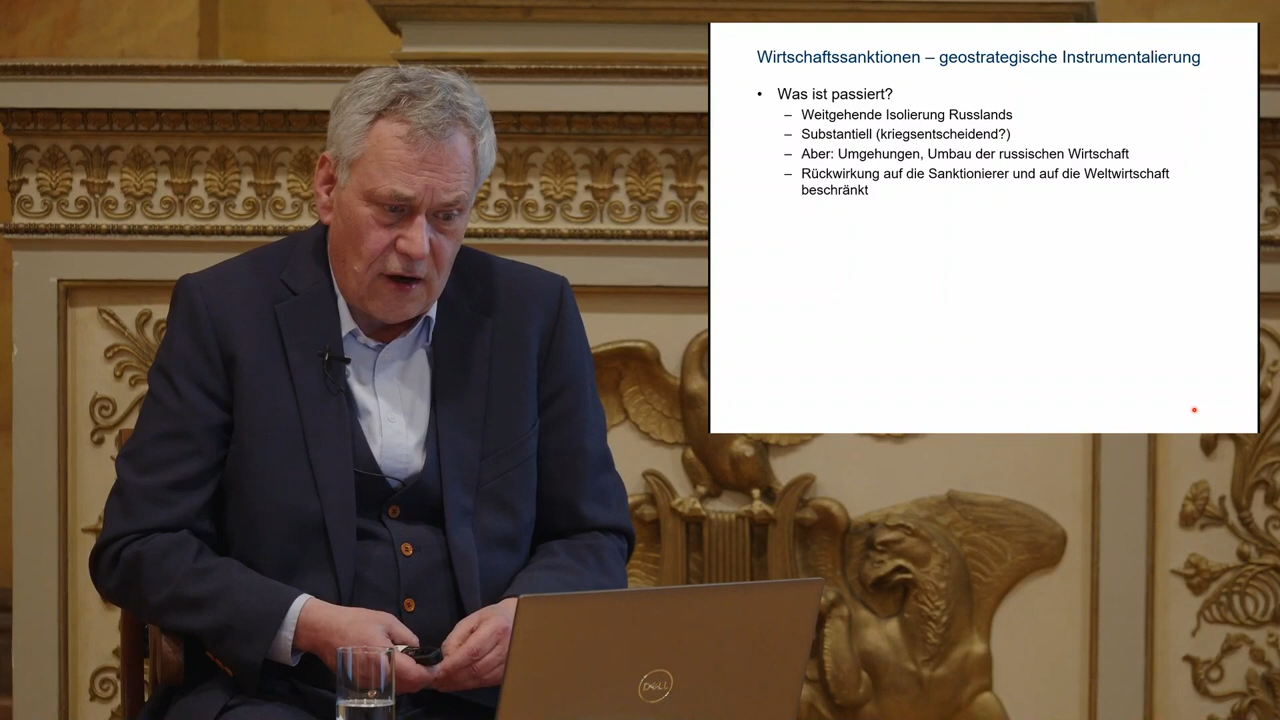 Wirtschaftssanktionen – geostrategische Instrumentalierung
• Was ist passiert?
– Weitgehende Isolierung Russlands
– Substantiell (kriegsentscheidend?)
– Aber: Umgehungen, Umbau der russischen Wirtschaft
– Rückwirkung auf die Sanktionierer und auf die Weltwirtschaft
beschränkt
DELL